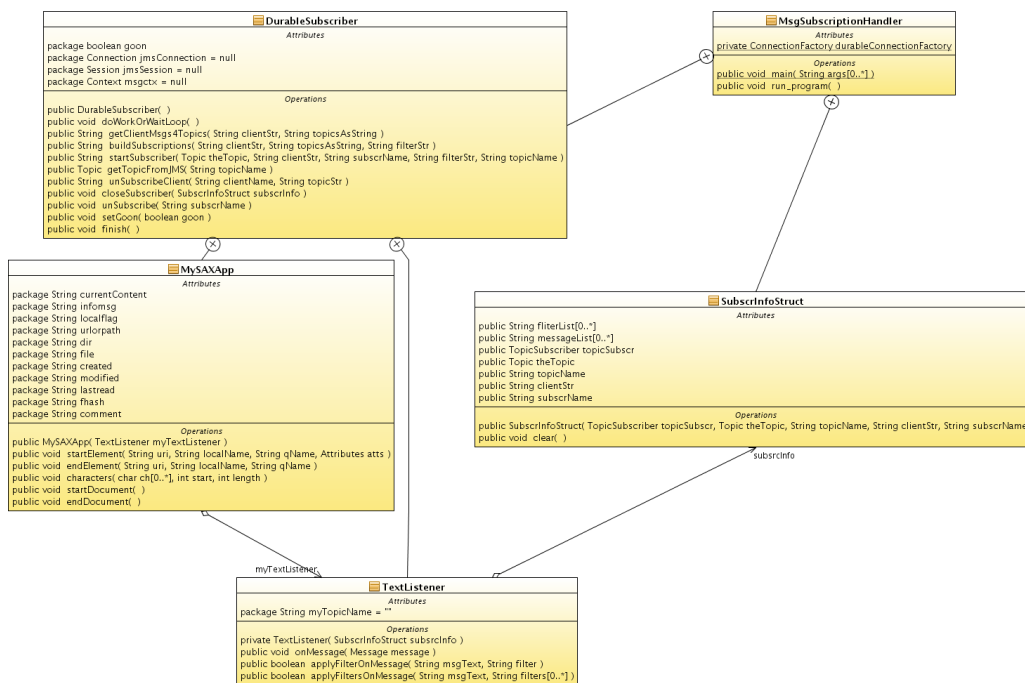 DurableSubscriber
Attributes
package boolean goon
package Connection jmsConnection = null
package Session jmsSession = null
package Context msgctx = null
Operations
public DurableSubscriber( )
public void doWorkOrWaitLoop( )
public String getClientMsgs4Topics( String clientStr, String topicsAsString )
public String buildSubscriptions( String clientStr, String topicsAsString, String filterStr )
public String startSubscriber( Topic theTopic, String clientStr, String subscrName, String filterStr, String topicName )
public Topic getTopicFromJMS( String topicName )
public String unSubscribeClient( String clientName, String topicStr )
public void closeSubscriber( SubscrInfoStruct subscrInfo )
public void unSubscribe( String subscrName )
public void setGoon( boolean goon )
public void finish( )
MsgSubscriptionHandler
Attributes
private ConnectionFactory durableConnectionFactory
Operations
public void main( String args[0..*] )
public void run_program( )
MySAXApp
Attributes
package String currentContent
package String infomsg
package String localflag
package String urlorpath
package String dir
package String file
package String created
package String modified
package String lastread
package String fhash
package String comment
Operations
public MySAXApp( TextListener myTextListener )
public void startElement( String uri, String localName, String qName, Attributes atts )
public void endElement( String uri, String localName, String qName )
public void characters( char ch[0..*], int start, int length )
public void startDocument( )
public void endDocument( )
SubscrInfoStruct
Attributes
public String fliterList[0..*]
public String messageList[0..*]
public TopicSubscriber topicSubscr
public Topic theTopic
public String topicName
public String clientStr
public String subscrName
Operations
public SubscrInfoStruct( TopicSubscriber topicSubscr, Topic theTopic, String topicName, String clientStr, String subscrName
public void clear( )
subsrcInfo
myTextListener
TextListener
Attributes
package String myTopicName = ""
Operations
private TextListener( SubscrInfoStruct subsrcInfo )
public void onMessage( Message message )
public boolean applyFilterOnMessage( String msgText, String filter )
public boolean applyFiltersOnMessage( String msgText, String filters[0..*] )